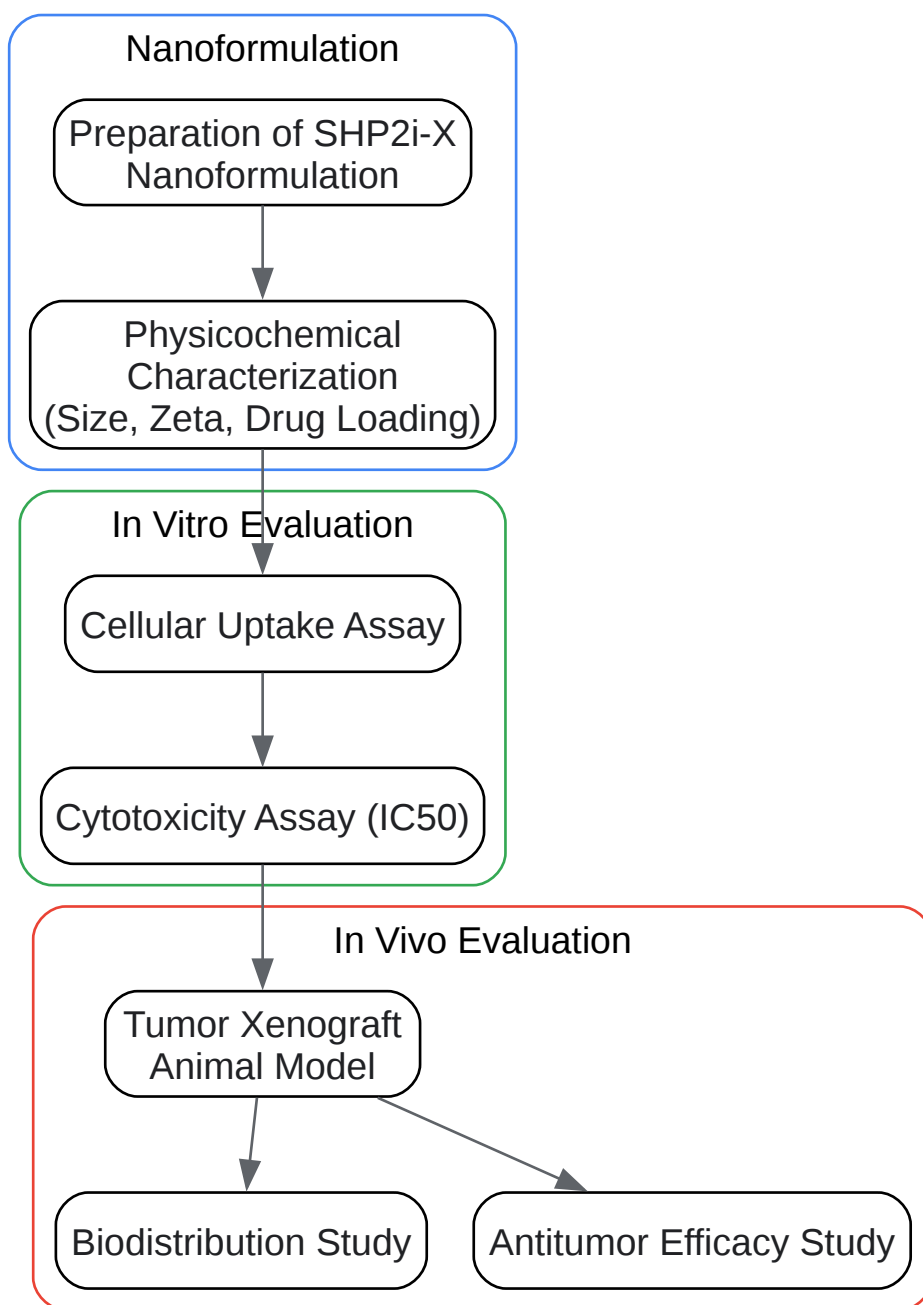 Nanoformulation
Preparation of SHP2i-X
Nanoformulation
Physicochemical
Characterization
(Size, Zeta, Drug Loading)
In Vitro Evaluation
Cellular Uptake Assay
Cytotoxicity Assay (IC50)
In Vivo Evaluation
Tumor Xenograft
Animal Model
Biodistribution Study
Antitumor Efficacy Study